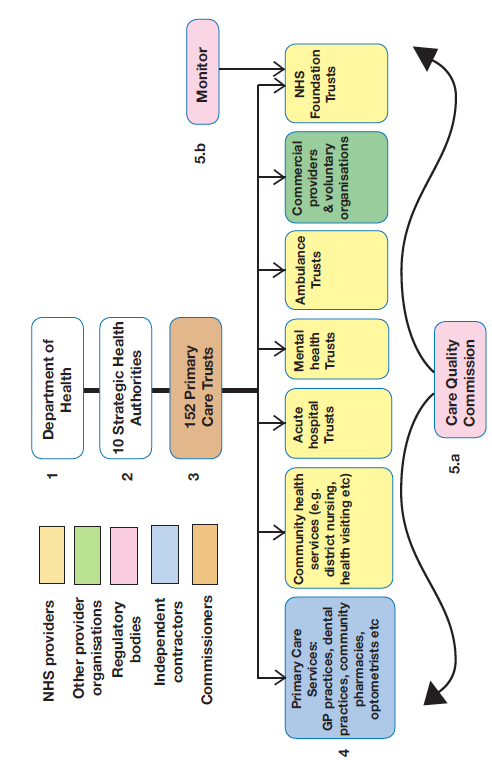 NHS providers
Other provider
organisations
Regulatory
bodies
Independent
contractors
Commissioners
1
Department of
Health
2
10 Strategic Health
Authorities
3
152 Primary
Care Trusts
5.b
Monitor
4
Primary Care
Services:
GP practices, dental
practices, community
pharmacies,
optometrists etc
Community health
services (e.g.
district nursing,
health visiting etc)
Acute
hospital
Trusts
Mental
health
Trusts
Ambulance
Trusts
Commercial
providers
& voluntary
organisations
NHS
Foundation
Trusts
5.a
Care Quality
Commission